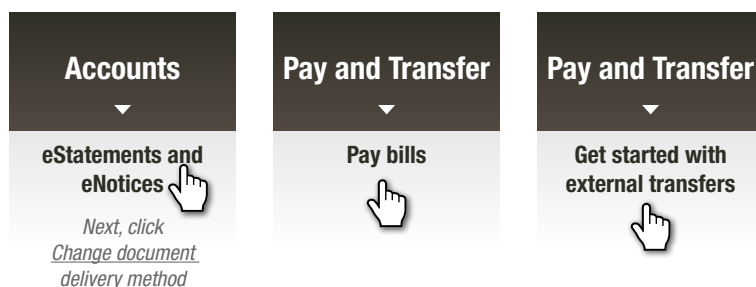 Accounts
eStatements and
eNotices
Next, click
Change document
delivery method
Pay and Transfer
Pay bills
Pay and Transfer
Get started with
external transfers